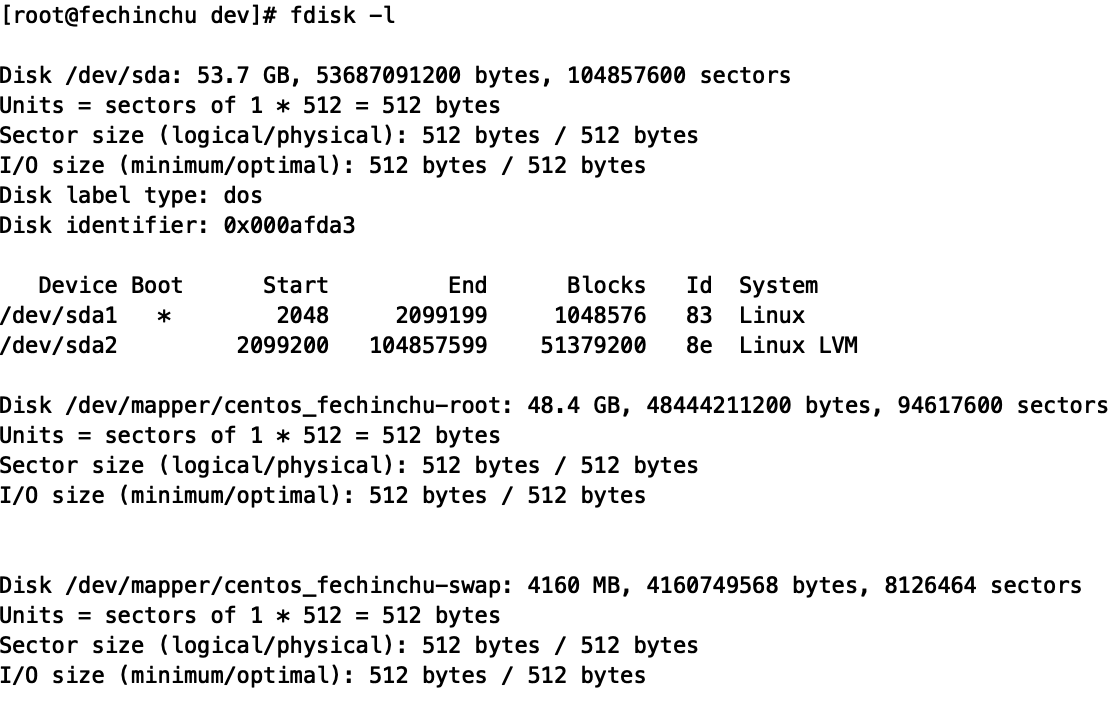 [root@fechinchu dev]# fdisk -l

Disk /dev/sda: 53.7 GB, 53687091200 bytes, 104857600 sectors
Units = sectors of 1 * 512 = 512 bytes
Sector size (logical/physical): 512 bytes / 512 bytes
I/O size (minimum/optimal): 512 bytes / 512 bytes
Disk label type: dos
Disk identifier: 0x000afda3

   Device Boot      Start         End      Blocks   Id  System
/dev/sda1   *        2048     2099199     1048576   83  Linux
/dev/sda2         2099200   104857599    51379200   8e  Linux LVM

Disk /dev/mapper/centos_fechinchu-root: 48.4 GB, 48444211200 bytes, 94617600 sectors
Units = sectors of 1 * 512 = 512 bytes
Sector size (logical/physical): 512 bytes / 512 bytes
I/O size (minimum/optimal): 512 bytes / 512 bytes


Disk /dev/mapper/centos_fechinchu-swap: 4160 MB, 4160749568 bytes, 8126464 sectors
Units = sectors of 1 * 512 = 512 bytes
Sector size (logical/physical): 512 bytes / 512 bytes
I/O size (minimum/optimal): 512 bytes / 512 bytes